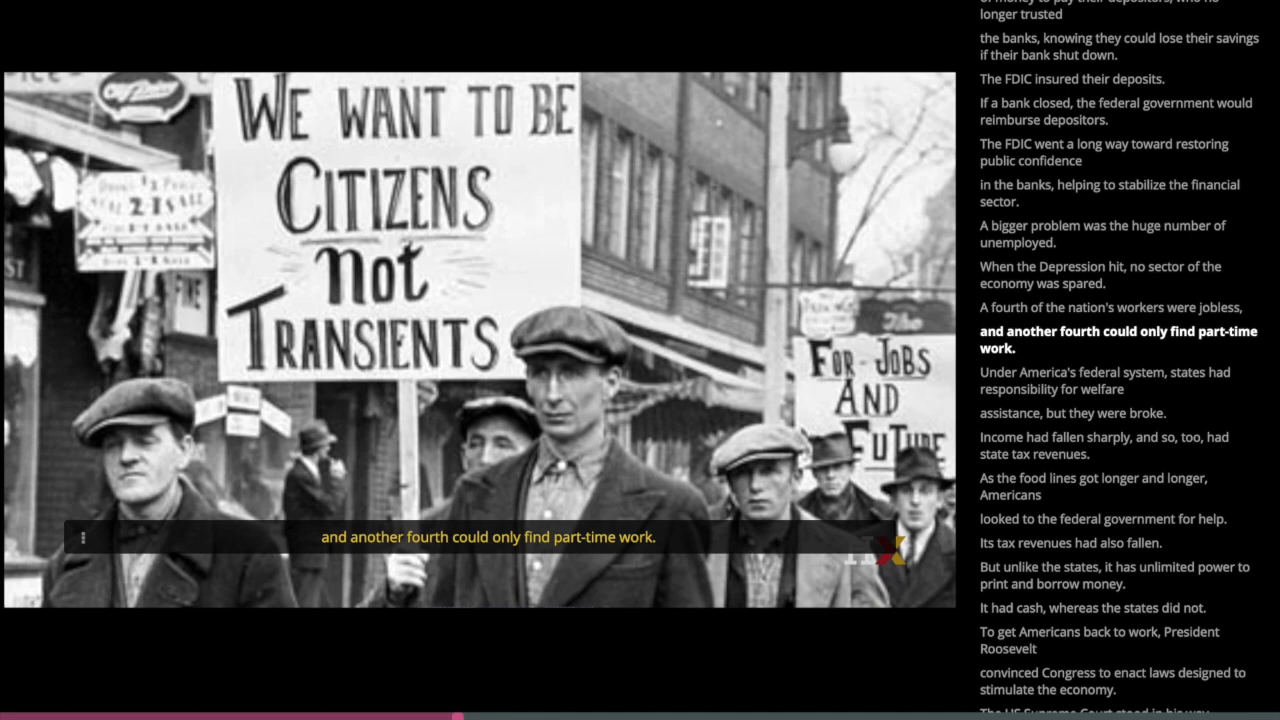 WE WANT TO BE
CITIZENS
Not
TRANSIENTS
The
FOR-JOBS
AND
FUTURE
and another fourth could only find part-time work.
longer trusted
the banks, knowing they could lose their savings
if their bank shut down.
The FDIC insured their deposits.
If a bank closed, the federal government would
reimburse depositors.
The FDIC went a long way toward restoring
public confidence
in the banks, helping to stabilize the financial
sector.
A bigger problem was the huge number of
unemployed.
When the Depression hit, no sector of the
economy was spared.
A fourth of the nation's workers were jobless,
and another fourth could only find part-time
work.
Under America's federal system, states had
responsibility for welfare
assistance, but they were broke.
Income had fallen sharply, and so, too, had
state tax revenues.
As the food lines got longer and longer,
Americans
looked to the federal government for help.
Its tax revenues had also fallen.
But unlike the states, it has unlimited power to
print and borrow money.
It had cash, whereas the states did not.
To get Americans back to work, President
Roosevelt
convinced Congress to enact laws designed to
stimulate the economy.
The US Supreme Court stood in his way